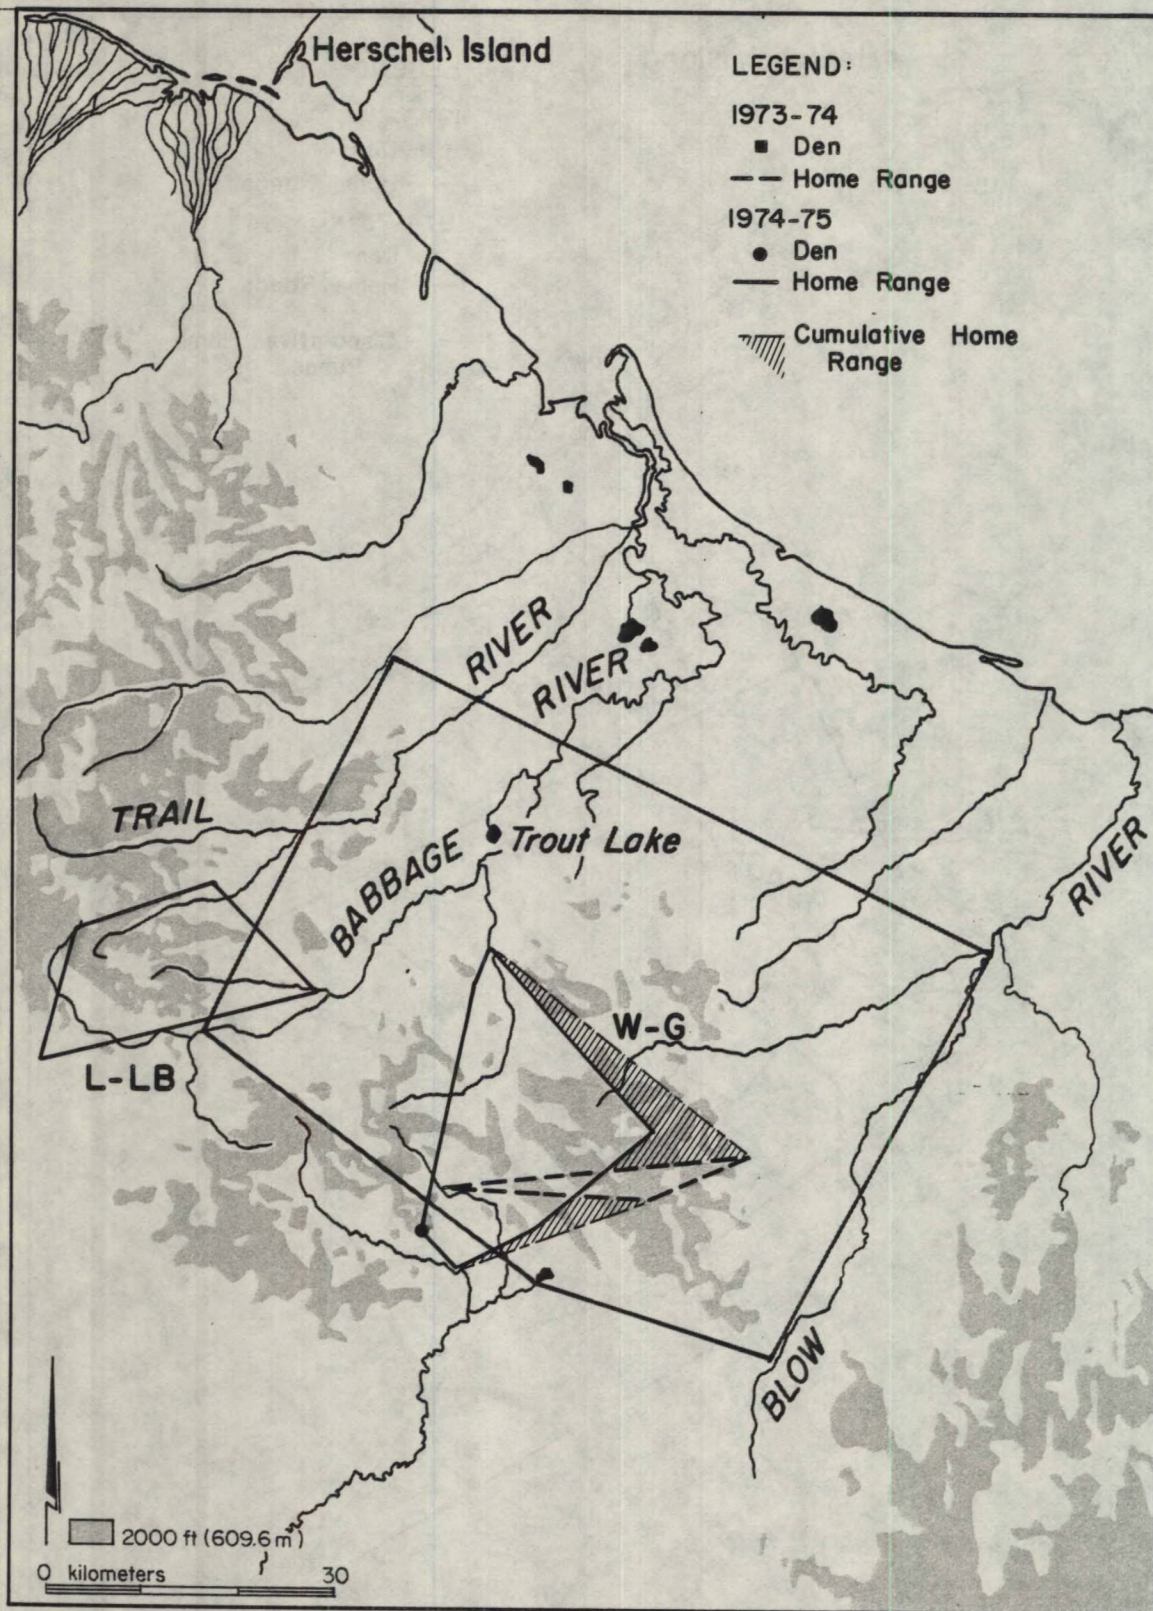 Herschel Island
LEGEND:
1973-74
Den
Home Range
1974-75
Den
Home Range
Cumulative Home
Range
RIVER
RIVER
TRAIL
BABBAGE
Trout Lake
RIVER
W-G
L-LB
BLOW
2000 ft (609.6 m)
0 kilometers 30